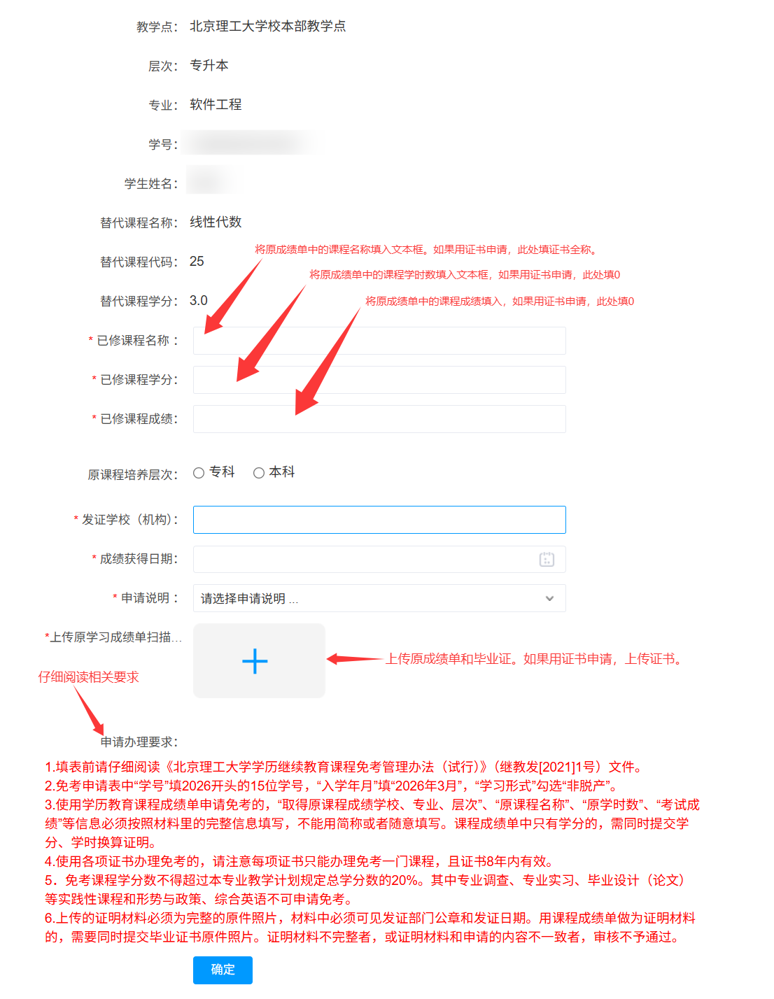 教学点： 北京理工大学校本部教学点
层次： 专升本
专业： 软件工程
学号：
学生姓名：
替代课程名称： 线性代数
将原成绩单中的课程名称填入文本框。如果用证书申请，此处填证书全称。
替代课程代码： 25
将原成绩单中的课程学时数填入文本框，如果用证书申请，此处填0
替代课程学分： 3.0
将原成绩单中的课程成绩填入，如果用证书申请，此处填0
* 已修课程名称 ：
* 已修课程学分：
* 已修课程成绩：
原课程培养层次： 专科 本科
* 发证学校（机构）：
* 成绩获得日期：
* 申请说明 ： 请选择申请说明 ...
*上传原学习成绩单扫描...
上传原成绩单和毕业证。如果用证书申请，上传证书。
仔细阅读相关要求
申请办理要求：
1.填表前请仔细阅读《北京理工大学学历继续教育课程免考管理办法（试行）》（继教发[2021]1号）文件。
2.免考申请表中“学号”填2026开头的15位学号，“入学年月”填“2026年3月”，“学习形式”勾选“非脱产”。
3.使用学历教育课程成绩单申请免考的，“取得原课程成绩学校、专业、层次”、“原课程名称”、“原学时数”、“考试成
绩”等信息必须按照材料里的完整信息填写，不能用简称或者随意填写。课程成绩单中只有学分的，需同时提交学
分、学时换算证明。
4.使用各项证书办理免考的，请注意每项证书只能办理免考一门课程，且证书8年内有效。
5．免考课程学分数不得超过本专业教学计划规定总学分数的20%。其中专业调查、专业实习、毕业设计（论文）
等实践性课程和形势与政策、综合英语不可申请免考。
6.上传的证明材料必须为完整的原件照片，材料中必须可见发证部门公章和发证日期。用课程成绩单做为证明材料
的，需要同时提交毕业证书原件照片。证明材料不完整者，或证明材料和申请的内容不一致者，审核不予通过。
确定